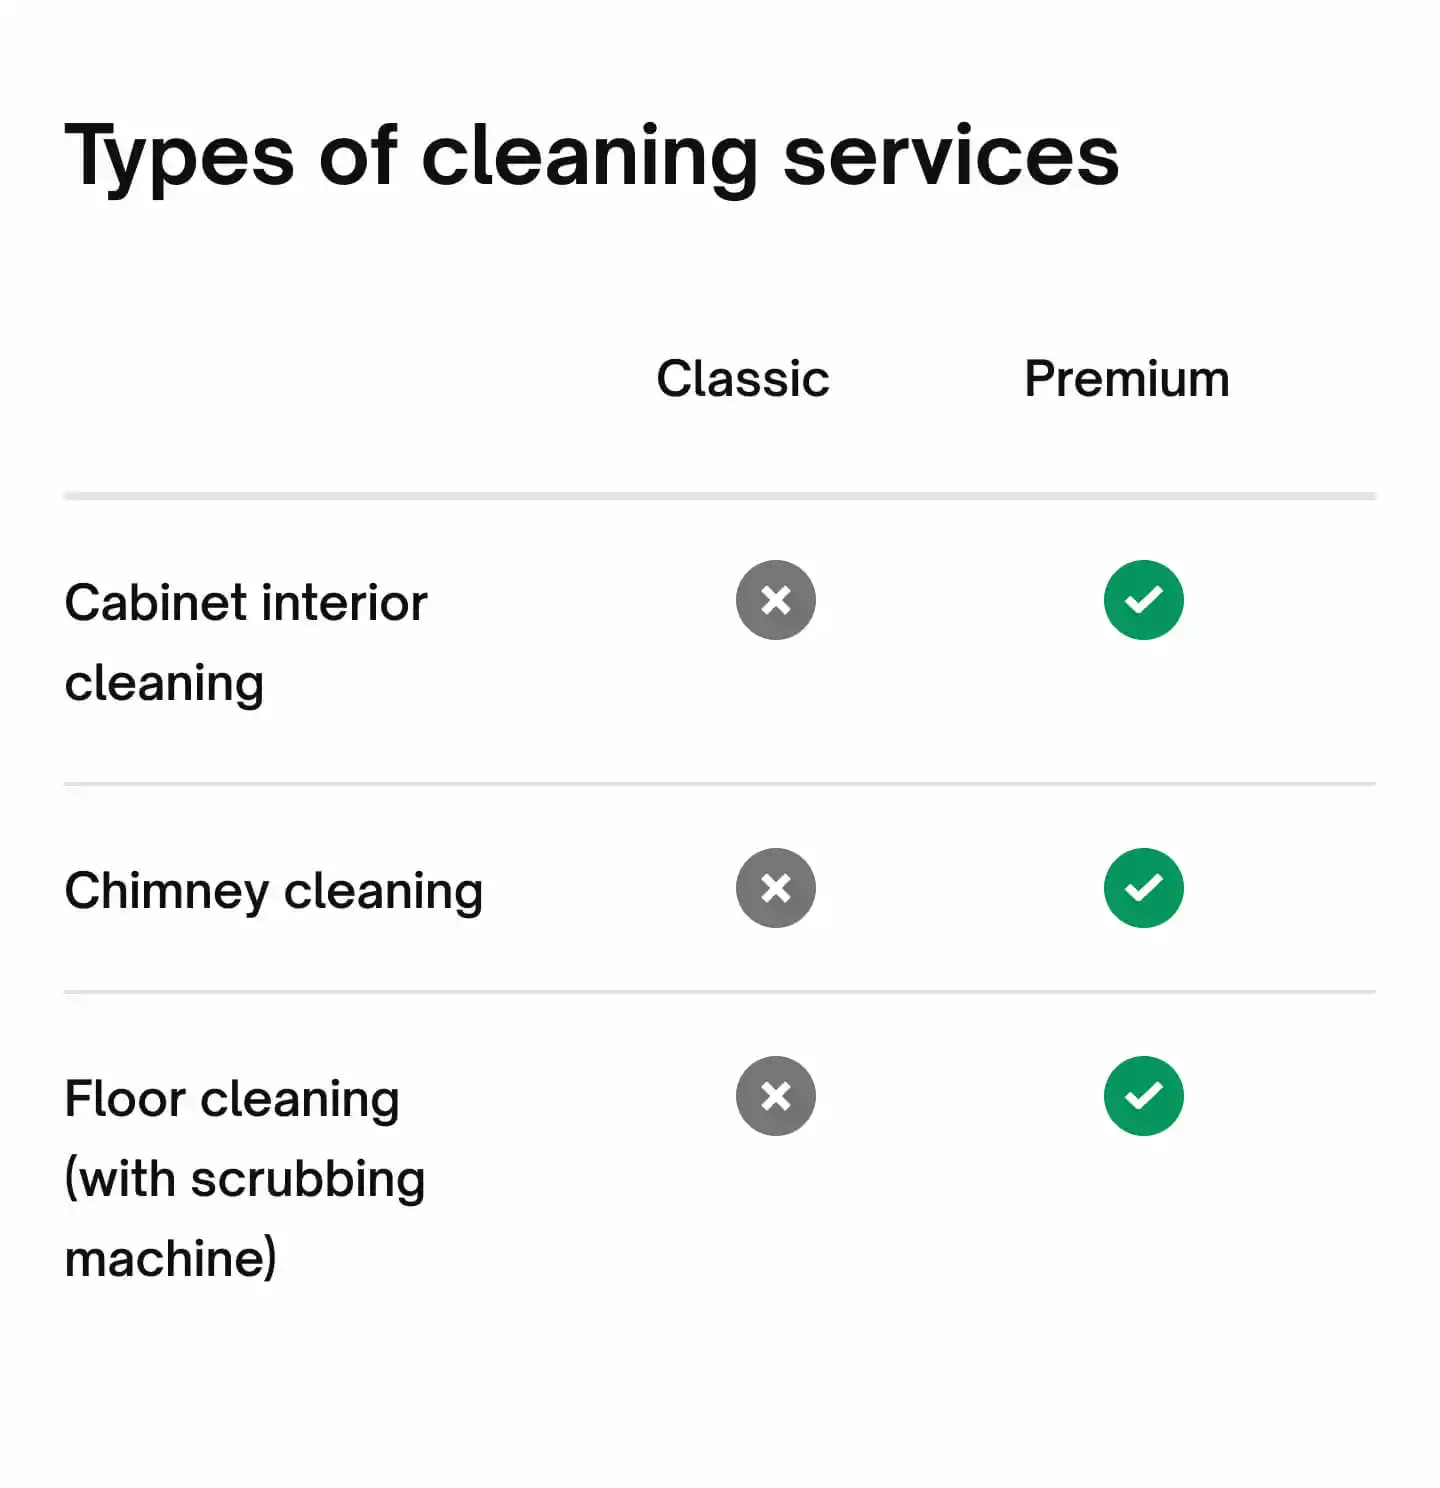 Types of cleaning services
Classic Premium
Cabinet interior
cleaning
Chimney cleaning
Floor cleaning
(with scrubbing
machine)